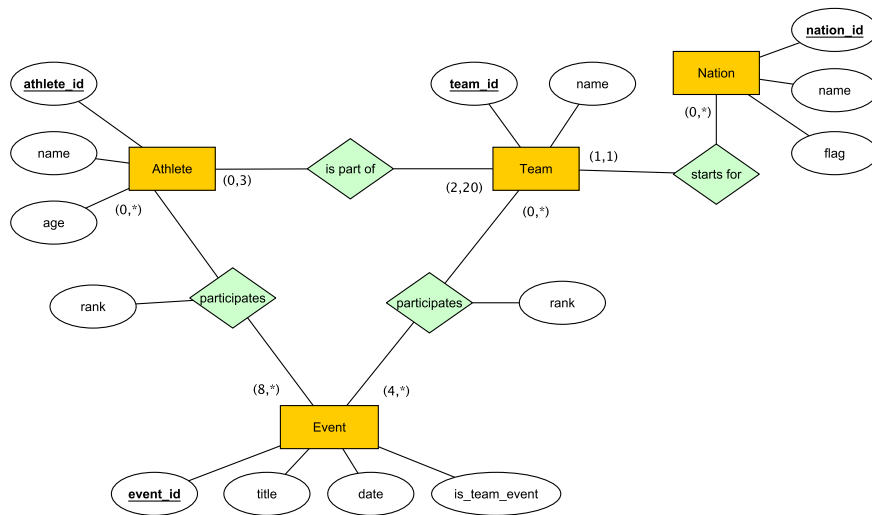 nation_id
athlete_id
team_id
name
Nation
name
(0,*)
name
Athlete
(0,3)
is part of
(2,20)
Team
(1,1)
starts for
flag
age
(0,*)
(0,*)
rank
participates
participates
rank
(8,*)
(4,*)
Event
event_id
title
date
is_team_event